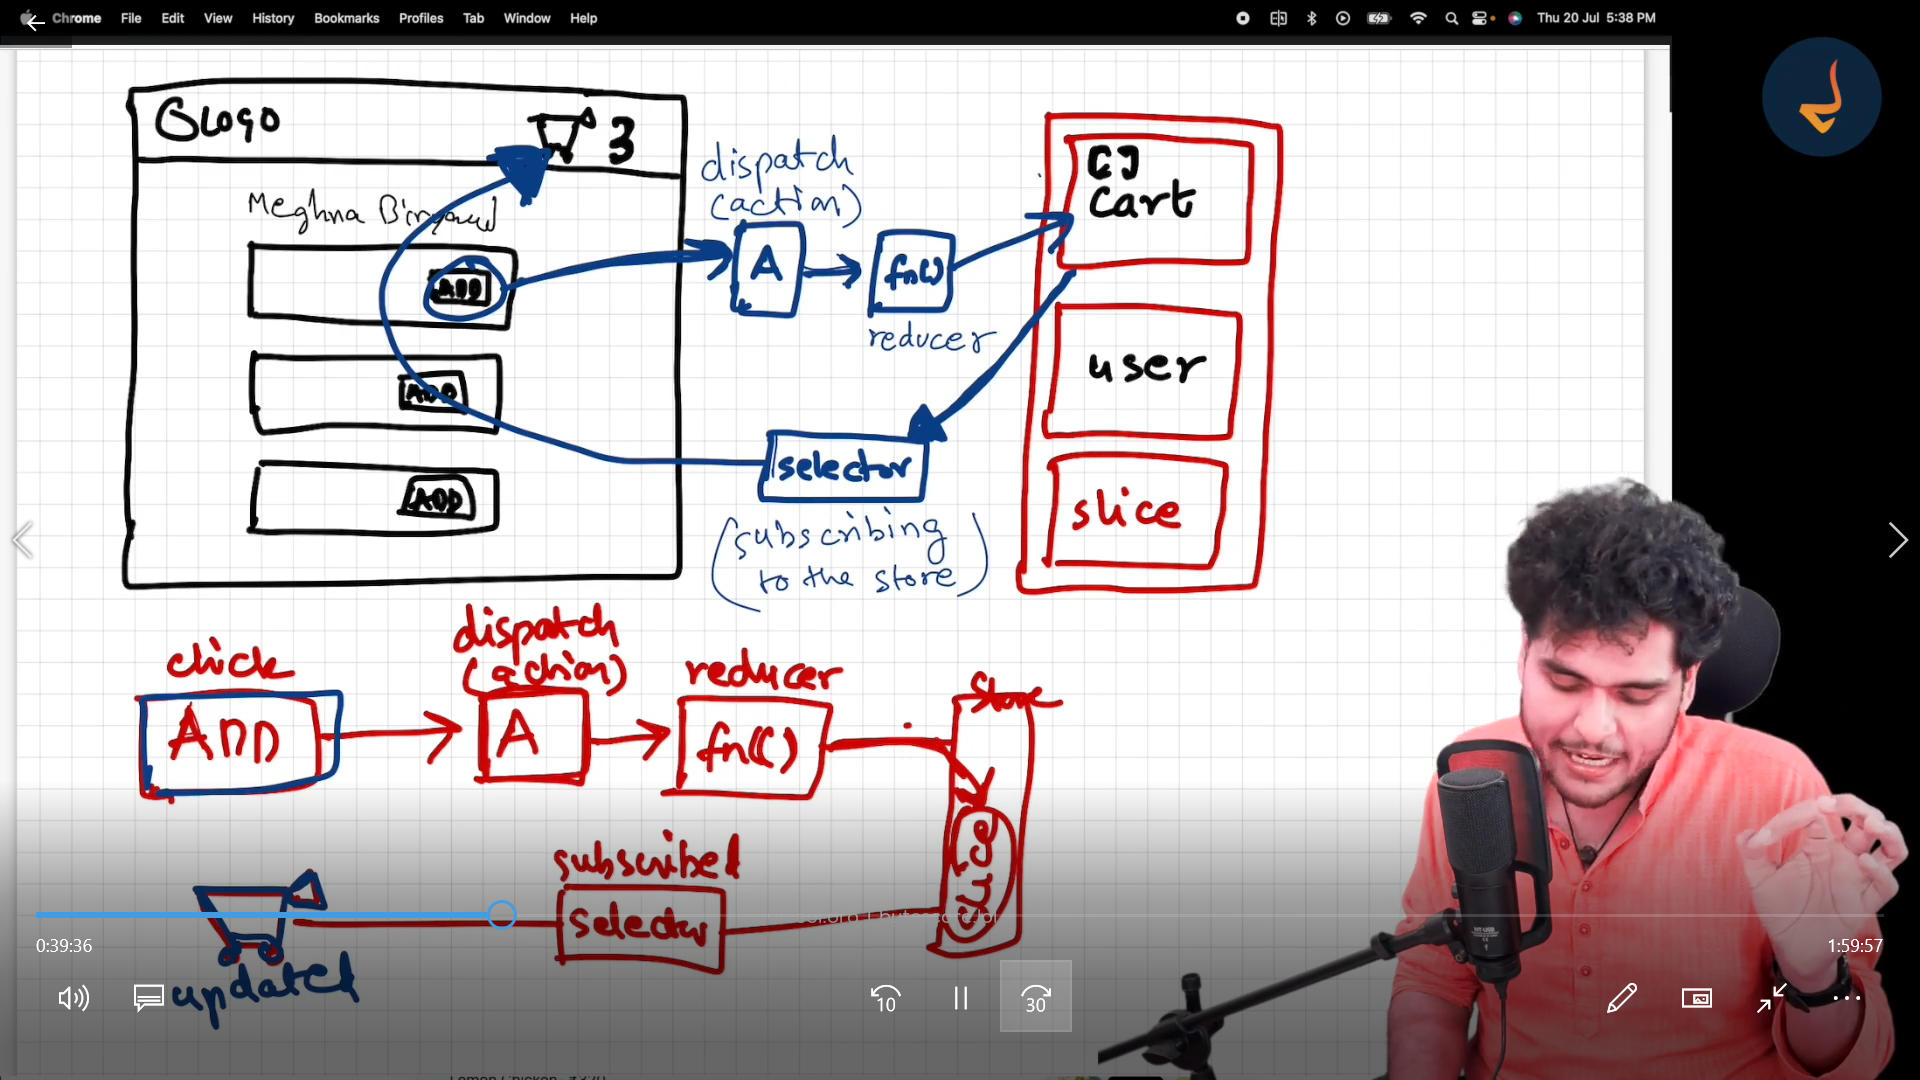 Chrome File Edit View History Bookmarks Profiles Tab Window Help
Thu 20 Jul 5:38 PM
Logo
3
Meghna Biryani
ADD
ADD
ADD
dispatch
(action)
A
fn()
reducer
selector
(subscribing
to the store)
[]
Cart
user
slice
click
ADD
dispatch
(action)
A
reducer
fn()
Store
slice
subscribed
selector
updated
0:39:36
1:59:57
10
30